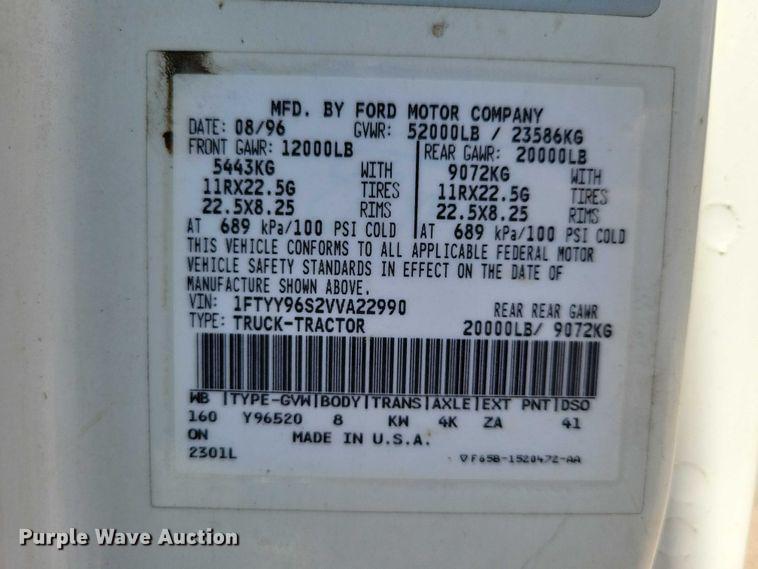 MFD. BY FORD MOTOR COMPANY
DATE: 08/96 GVWR: 52000LB / 23586KG
FRONT GAWR: 12000LB REAR GAWR: 20000LB
5443KG WITH 9072KG WITH
11RX22.5G TIRES 11RX22.5G TIRES
22.5X8.25 RIMS 22.5X8.25 RIMS
AT 689 kPa/100 PSI COLD AT 689 kPa/100 PSI COLD
THIS VEHICLE CONFORMS TO ALL APPLICABLE FEDERAL MOTOR
VEHICLE SAFETY STANDARDS IN EFFECT ON THE DATE OF
MANUFACTURE SHOWN ABOVE.
VIN: 1FTYY96S2VVA22990 REAR REAR GAWR
TYPE: TRUCK-TRACTOR 20000LB/ 9072KG
WB |TYPE-GVW|BODY|TRANS|AXLE|EXT PNT|DSO
160 Y96520 8 KW 4K ZA 41
ON MADE IN U.S.A.
2301L F65B-1520472-AA
Purple Wave Auction